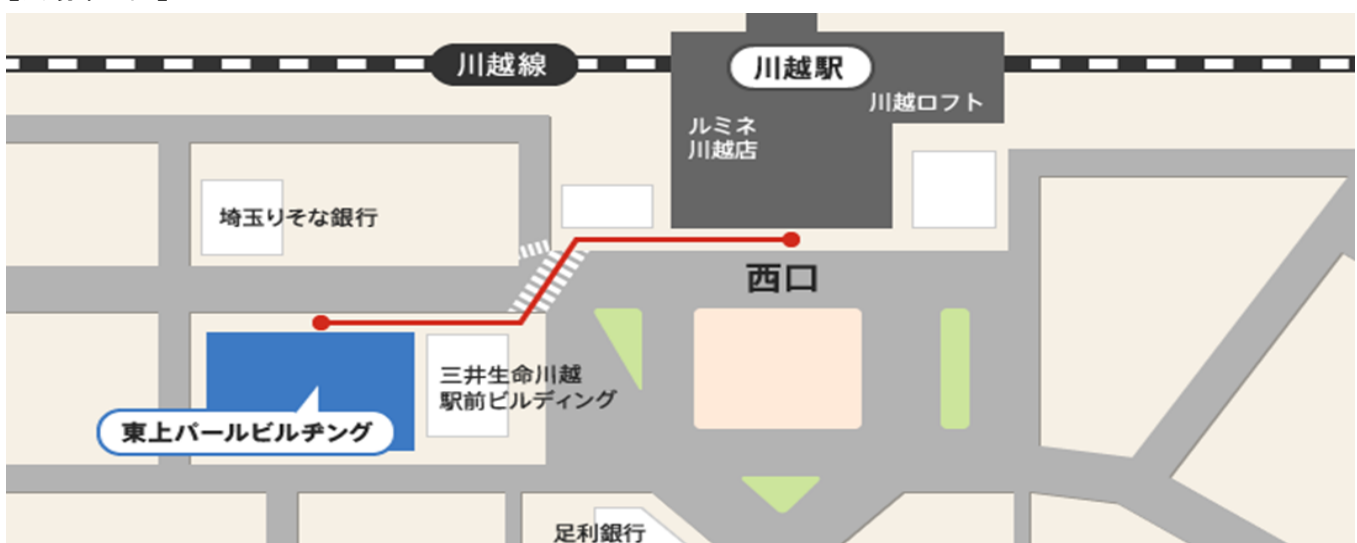 川越線
川越駅
川越ロフト
ルミネ
川越店
埼玉りそな銀行
西口
三井生命川越
駅前ビルディング
東上パールビルヂング
足利銀行